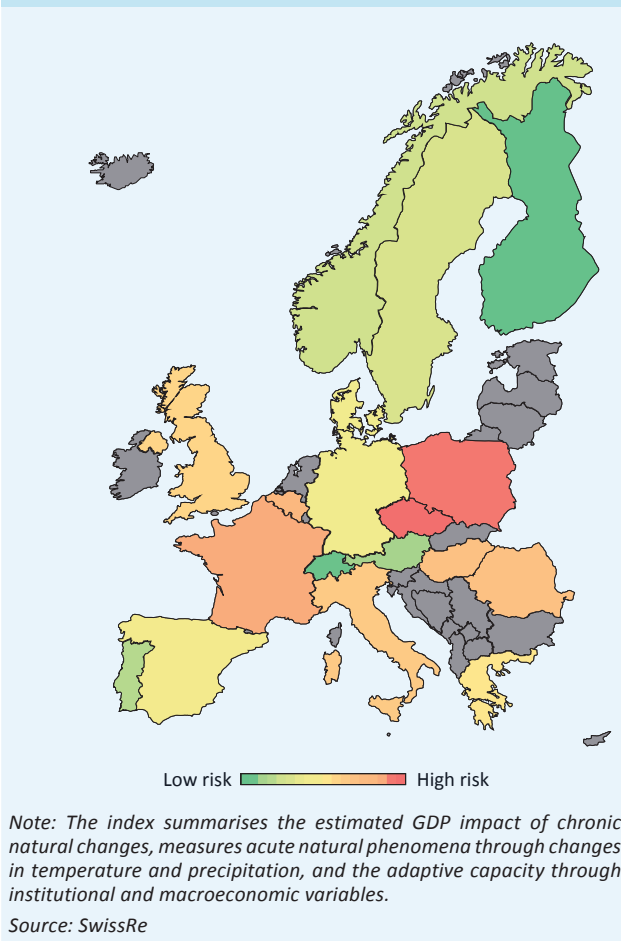 Low risk High risk
Note: The index summarises the estimated GDP impact of chronic
natural changes, measures acute natural phenomena through changes
in temperature and precipitation, and the adaptive capacity through
institutional and macroeconomic variables.
Source: SwissRe